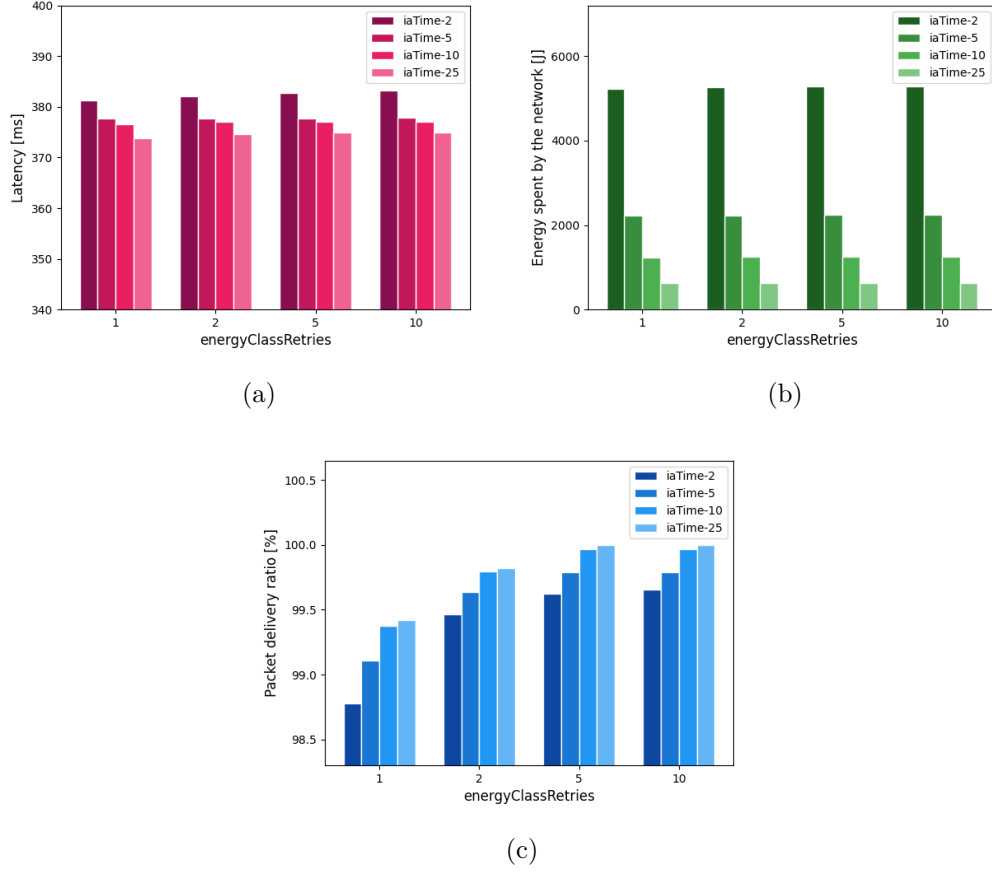 400
390
380
370
360
350
340
Latency [ms]
iaTime-2
iaTime-5
iaTime-10
iaTime-25
1 2 5 10
energyClassRetries
(a)
6000
4000
2000
0
Energy spent by the network [J]
iaTime-2
iaTime-5
iaTime-10
iaTime-25
1 2 5 10
energyClassRetries
(b)
100.5
100.0
99.5
99.0
98.5
Packet delivery ratio [%]
iaTime-2
iaTime-5
iaTime-10
iaTime-25
1 2 5 10
energyClassRetries
(c)